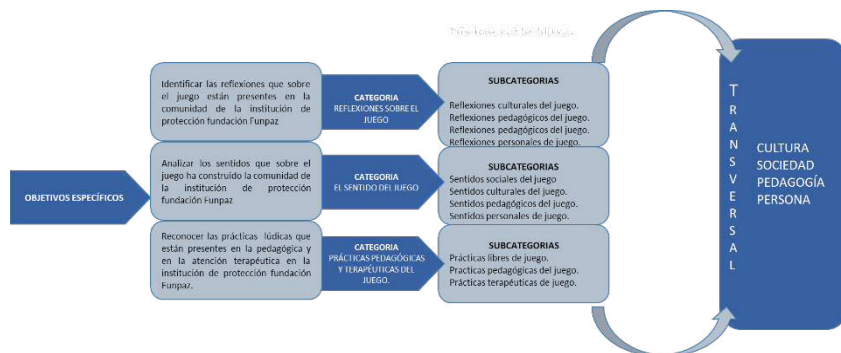 OBJETIVOS ESPECÍFICOS
Identificar las reflexiones que sobre
el juego están presentes en la
comunidad de la institución de
protección fundación Funpaz
CATEGORIA
REFLEXIONES SOBRE EL
JUEGO
SUBCATEGORIAS
Reflexiones culturales del juego.
Reflexiones pedagógicos del juego.
Reflexiones pedagógicos del juego.
Reflexiones personales de juego.
Analizar los sentidos que sobre el
juego ha construido la comunidad de
la institución de protección
fundación Funpaz
CATEGORIA
EL SENTIDO DEL JUEGO
SUBCATEGORIAS
Sentidos sociales del juego
Sentidos culturales del juego.
Sentidos pedagógicos del juego.
Sentidos personales de juego.
Reconocer las prácticas lúdicas que
están presentes en la pedagógica y
en la atención terapéutica en la
institución de protección fundación
Funpaz.
CATEGORIA
PRÁCTICAS PEDAGÓGICAS
Y TERAPÉUTICAS DEL
JUEGO.
SUBCATEGORIAS
Prácticas libres de juego.
Practicas pedagógicas del juego.
Prácticas terapéuticas de juego.
TRANSVERSAL
CULTURA
SOCIEDAD
PEDAGOGÍA
PERSONA